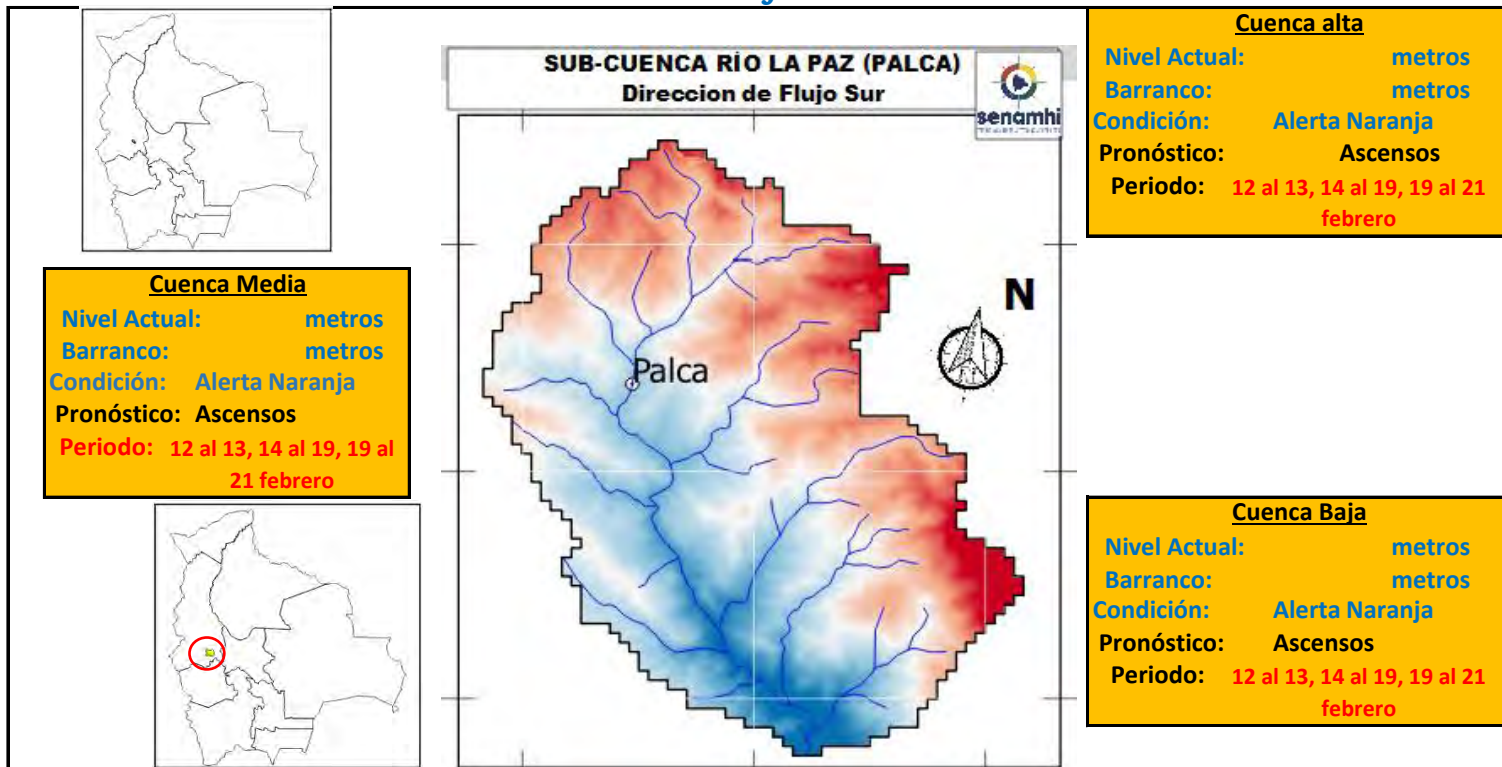 SUB-CUENCA RÍO LA PAZ (PALCA)
Direccion de Flujo Sur
senamhi
Cuenca alta
Nivel Actual: metros
Barranco: metros
Condición: Alerta Naranja
Pronóstico: Ascensos
Periodo: 12 al 13, 14 al 19, 19 al 21
febrero
Cuenca Media
Nivel Actual: metros
Barranco: metros
Condición: Alerta Naranja
Pronóstico: Ascensos
Periodo: 12 al 13, 14 al 19, 19 al
21 febrero
N
Palca
Cuenca Baja
Nivel Actual: metros
Barranco: metros
Condición: Alerta Naranja
Pronóstico: Ascensos
Periodo: 12 al 13, 14 al 19, 19 al 21
febrero